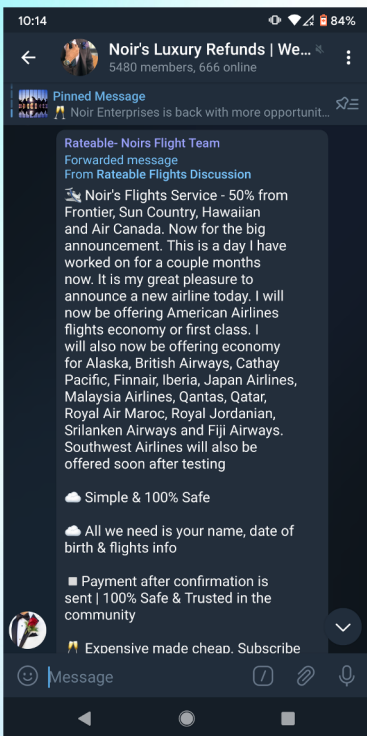 10:14
84%
Noir's Luxury Refunds | We...
5480 members, 666 online
Pinned Message
🥂 Noir Enterprises is back with more opportunit...
Rateable- Noirs Flight Team
Forwarded message
From Rateable Flights Discussion
🛬 Noir's Flights Service - 50% from
Frontier, Sun Country, Hawaiian
and Air Canada. Now for the big
announcement. This is a day I have
worked on for a couple months
now. It is my great pleasure to
announce a new airline today. I will
now be offering American Airlines
flights economy or first class. I
will also now be offering economy
for Alaska, British Airways, Cathay
Pacific, Finnair, Iberia, Japan Airlines,
Malaysia Airlines, Qantas, Qatar,
Royal Air Maroc, Royal Jordanian,
Srilanken Airways and Fiji Airways.
Southwest Airlines will also be
offered soon after testing
☁️ Simple & 100% Safe
☁️ All we need is your name, date of
birth & flights info
◻️ Payment after confirmation is
sent | 100% Safe & Trusted in the
community
🥂 Expensive made cheap. Subscribe
Message